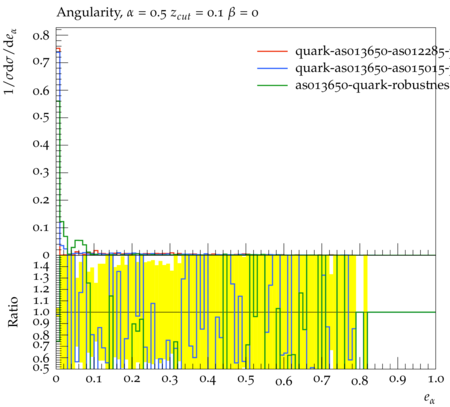 Angularity, α = 0.5 z_cut = 0.1 β = 0
1/σdσ/de_α
0.8
0.7
0.6
0.5
0.4
0.3
0.2
0.1
0
quark-as013650-as012285-
quark-as013650-as015015-
as013650-quark-robustnes
Ratio
1.4
1.3
1.2
1.1
1.0
0.9
0.8
0.7
0.6
0.5
0 0.1 0.2 0.3 0.4 0.5 0.6 0.7 0.8 0.9 1.0
e_α